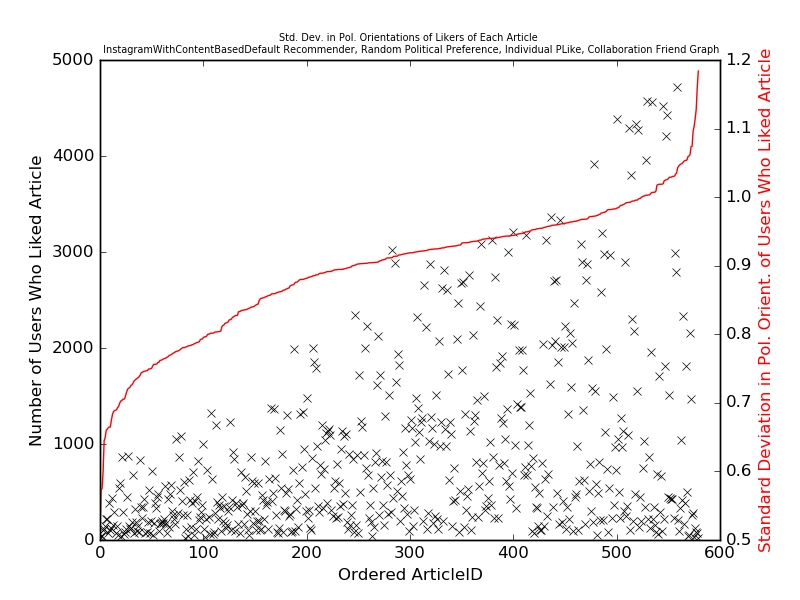 Std. Dev. in Pol. Orientations of Likers of Each Article
InstagramWithContentBasedDefault Recommender, Random Political Preference, Individual PLike, Collaboration Friend Graph
5000
4000
3000
2000
1000
0
Number of Users Who Liked Article
1.2
1.1
1.0
0.9
0.8
0.7
0.6
0.5
Standard Deviation in Pol. Orient. of Users Who Liked Article
0 100 200 300 400 500 600
Ordered ArticleID